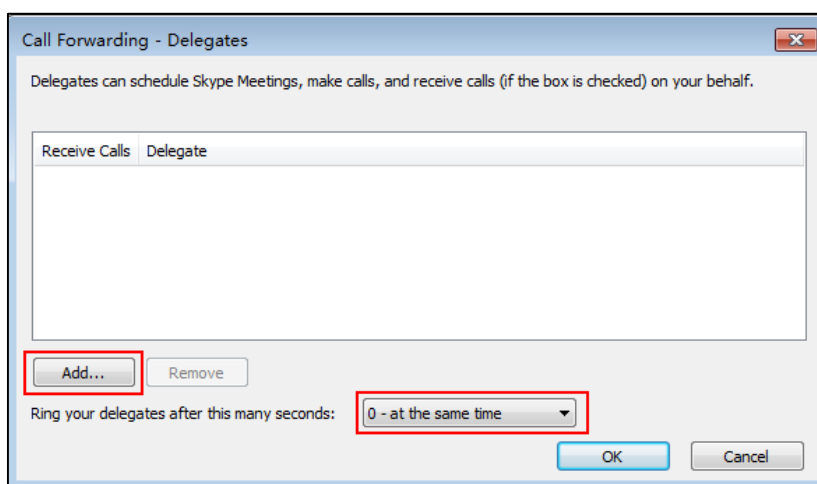 Call Forwarding - Delegates
Delegates can schedule Skype Meetings, make calls, and receive calls (if the box is checked) on your behalf.
Receive Calls Delegate
Add... Remove
Ring your delegates after this many seconds: 0 - at the same time
OK Cancel